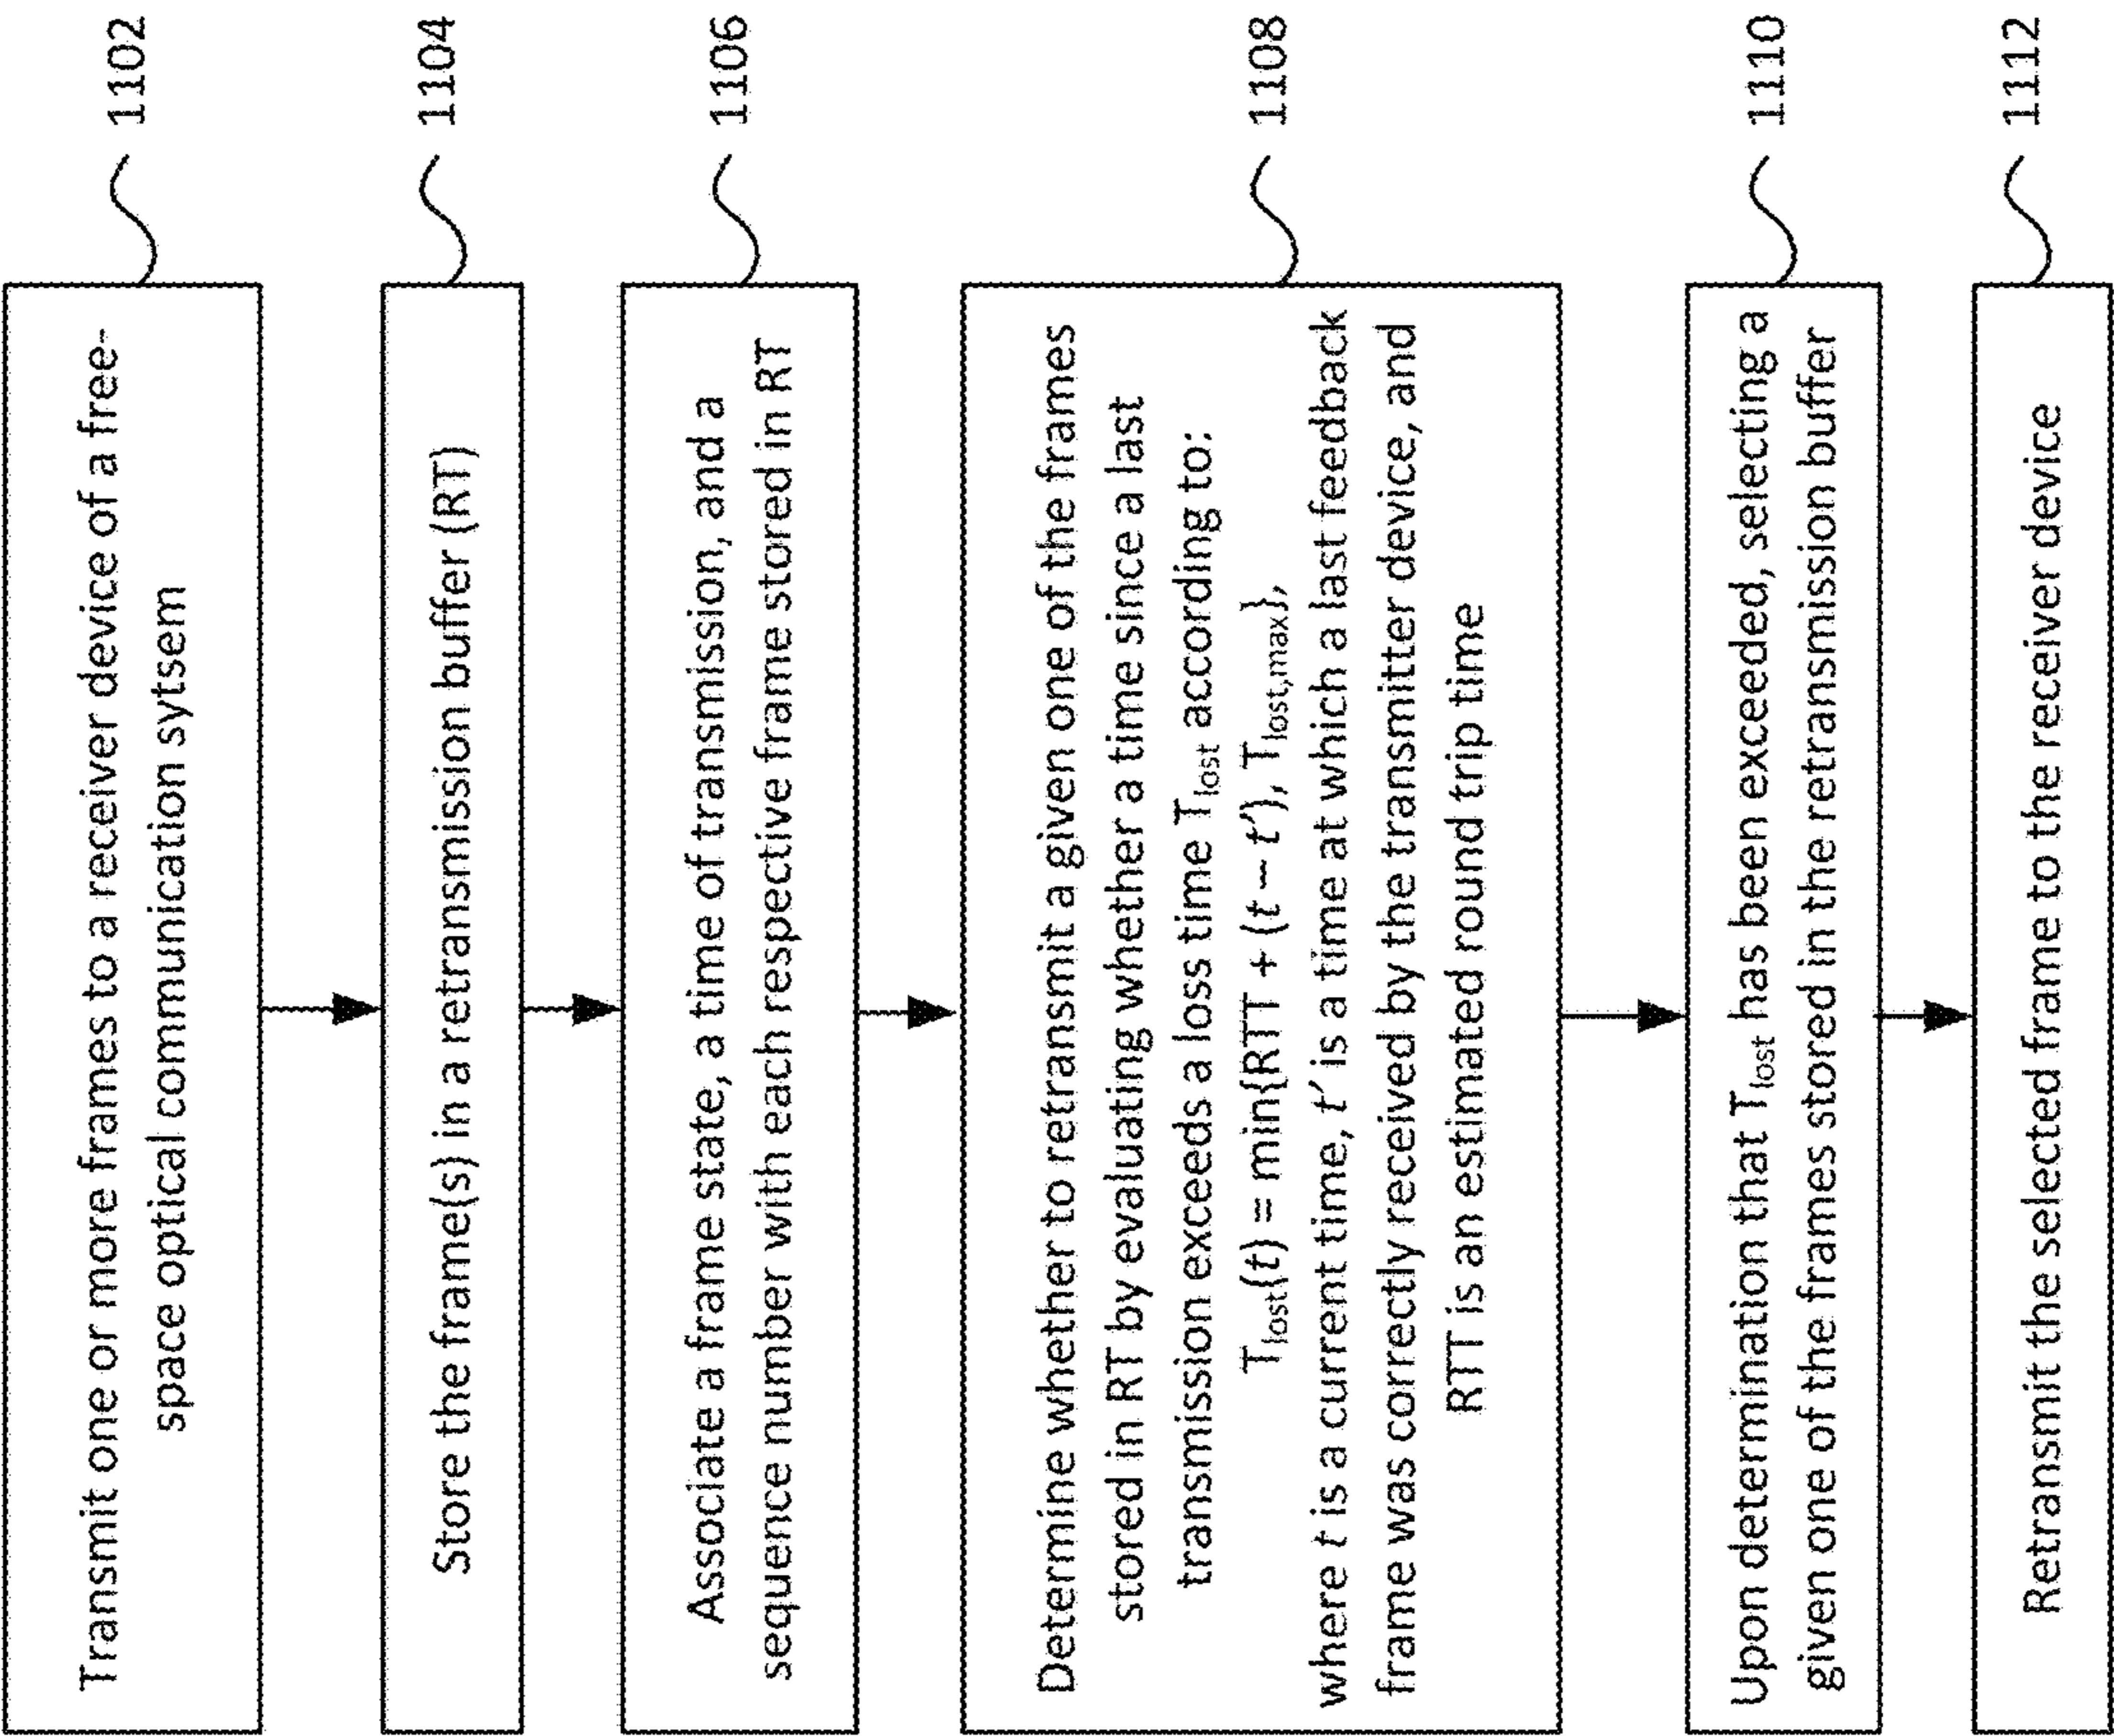 Transmit one or more frames to a receiver device of a free-
space optical communication sytsem
1102
Store the frame(s) in a retransmission buffer (RT)
1104
Associate a frame state, a time of transmission, and a
sequence number with each respective frame stored in RT
1106
Determine whether to retransmit a given one of the frames
stored in RT by evaluating whether a time since a last
transmission exceeds a loss time Tlost according to:
Tlost(t) = min{RTT + (t – t′), Tlost,max},
where t is a current time, t′ is a time at which a last feedback
frame was correctly received by the transmitter device, and
RTT is an estimated round trip time
1108
Upon determination that Tlost has been exceeded, selecting a
given one of the frames stored in the retransmission buffer
1110
Retransmit the selected frame to the receiver device
1112